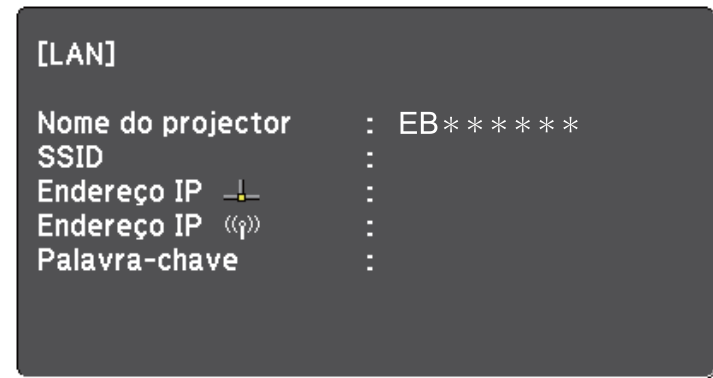 [LAN]
Nome do projector : EB******
SSID :
Endereço IP :
Endereço IP :
Palavra-chave :